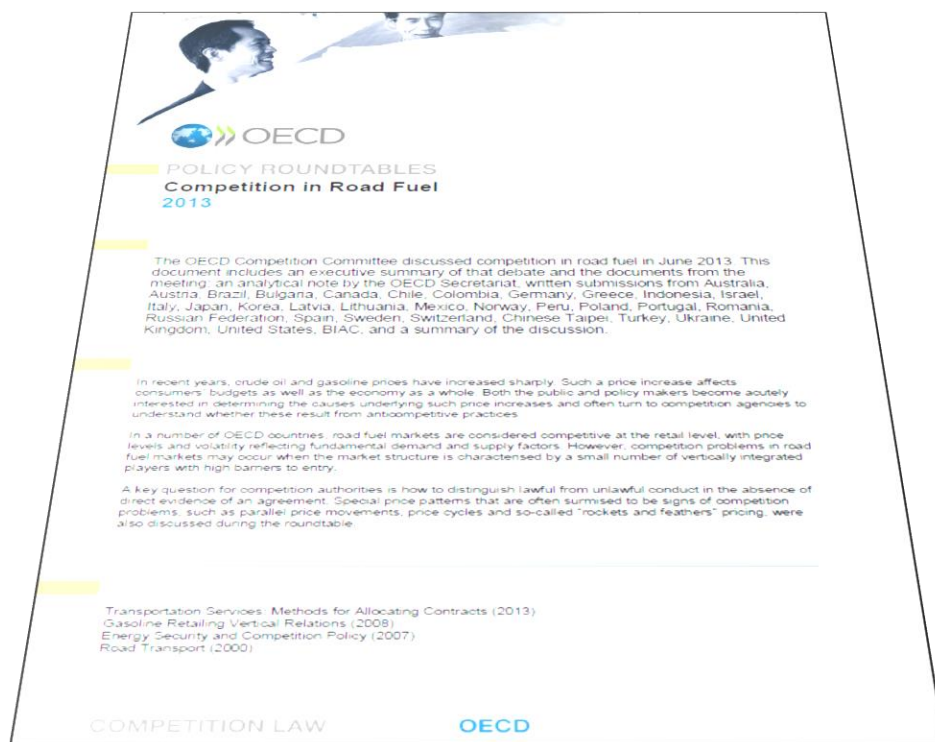 OECD
POLICY ROUNDTABLES
Competition in Road Fuel
2013
The OECD Competition Committee discussed competition in road fuel in June 2013. This
document includes an executive summary of that debate and the documents from the
meeting: an analytical note by the OECD Secretariat, written submissions from Australia,
Austria, Brazil, Bulgaria, Canada, Chile, Colombia, Germany, Greece, Indonesia, Israel,
Italy, Japan, Korea, Latvia, Lithuania, Mexico, Norway, Peru, Poland, Portugal, Romania,
Russian Federation, Spain, Sweden, Switzerland, Chinese Taipei, Turkey, Ukraine, United
Kingdom, United States, BIAC, and a summary of the discussion.
In recent years, crude oil and gasoline prices have increased sharply. Such a price increase affects
consumers' budgets as well as the economy as a whole. Both the public and policy makers become acutely
interested in determining the causes underlying such price increases and often turn to competition agencies to
understand whether these result from anticompetitive practices.
In a number of OECD countries, road fuel markets are considered competitive at the retail level, with price
levels and volatility reflecting fundamental demand and supply factors. However, competition problems in road
fuel markets may occur when the market structure is characterised by a small number of vertically integrated
players with high barriers to entry.
A key question for competition authorities is how to distinguish lawful from unlawful conduct in the absence of
direct evidence of an agreement. Special price patterns that are often surmised to be signs of competition
problems, such as parallel price movements, price cycles and so-called "rockets and feathers" pricing, were
also discussed during the roundtable.
Transportation Services: Methods for Allocating Contracts (2013)
Gasoline Retailing Vertical Relations (2008)
Energy Security and Competition Policy (2007)
Road Transport (2000)
COMPETITION LAW OECD